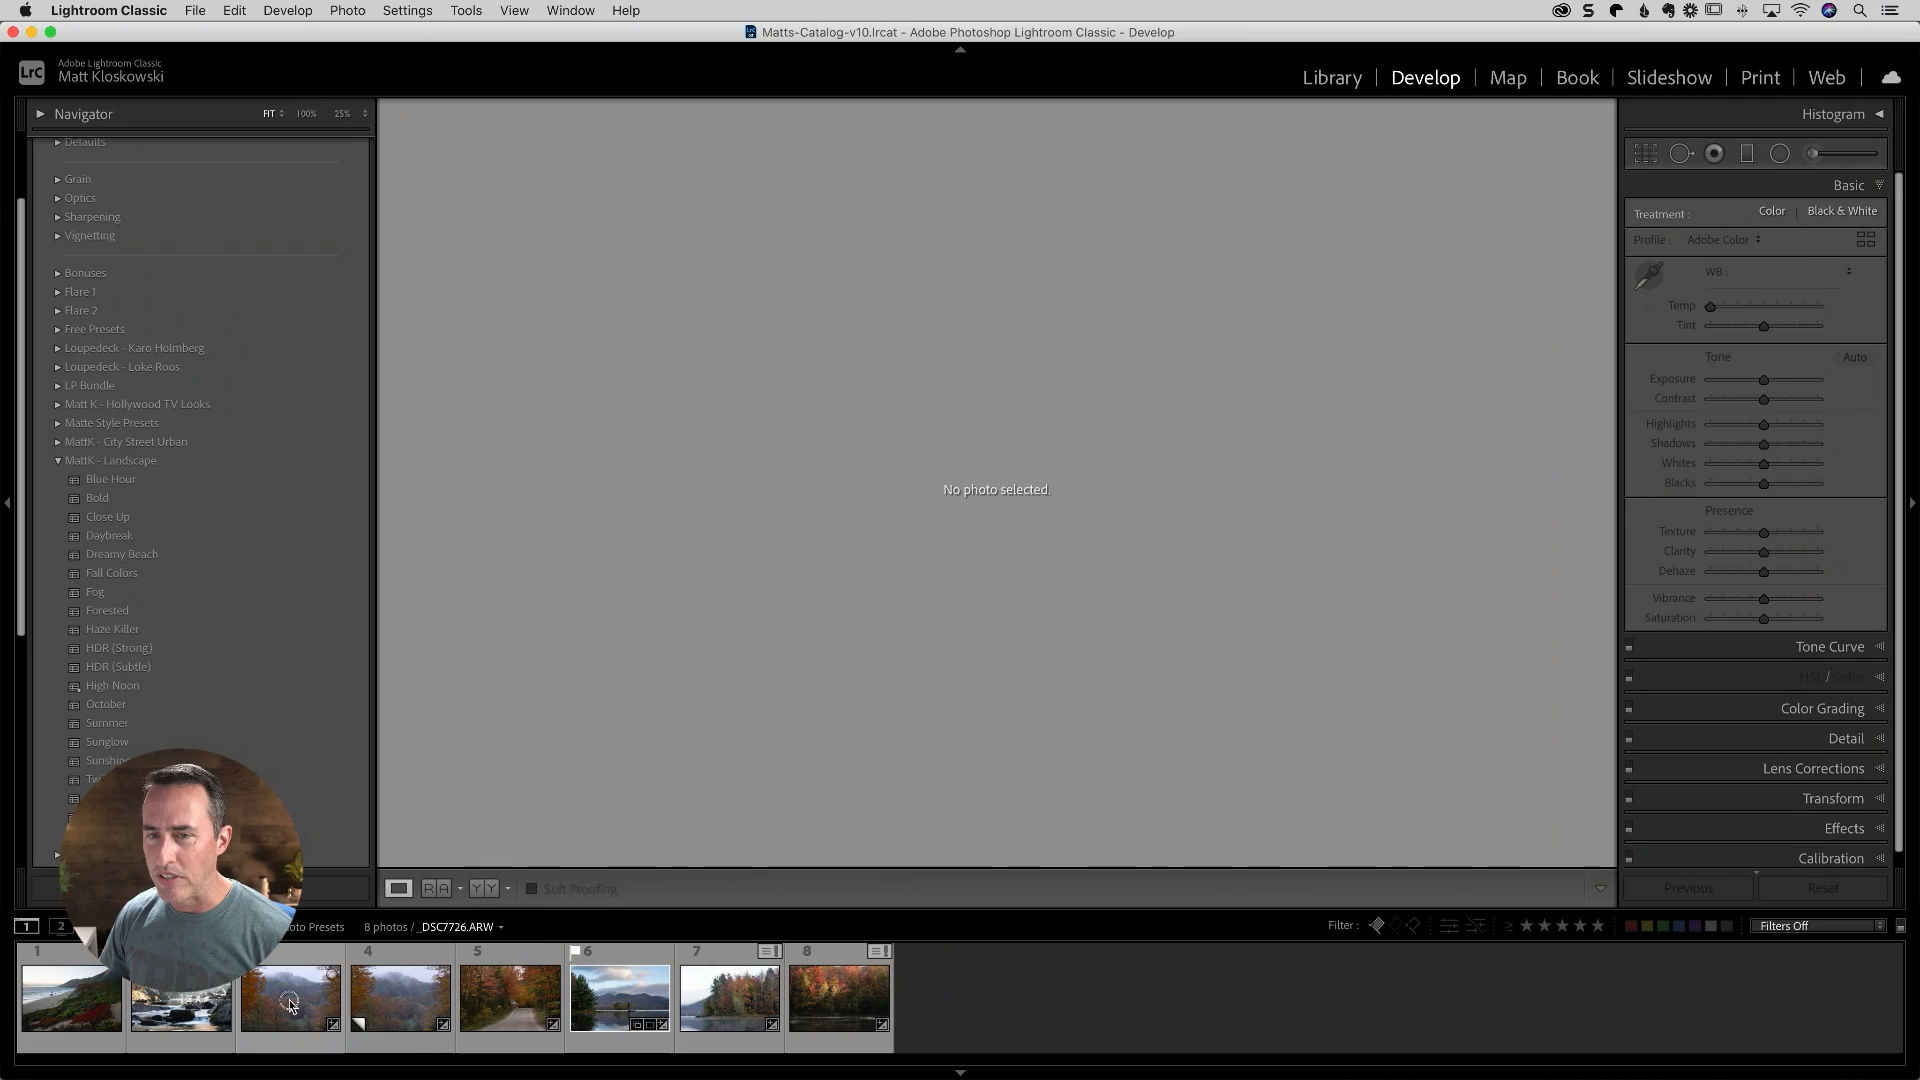 Lightroom Classic File Edit Develop Photo Settings Tools View Window Help
Matts-Catalog-v10.lrcat - Adobe Photoshop Lightroom Classic - Develop
LrC
Adobe Lightroom Classic
Matt Kloskowski
Library | Develop | Map | Book | Slideshow | Print | Web
Navigator FIT 100% 25%
Defaults
Grain
Optics
Sharpening
Vignetting
Bonuses
Flare 1
Flare 2
Free Presets
Loupedeck - Karo Holmberg
Loupedeck - Loke Roos
LP Bundle
Matt K - Hollywood TV Looks
Matte Style Presets
MattK - City Street Urban
MattK - Landscape
Blue Hour
Bold
Close Up
Daybreak
Dreamy Beach
Fall Colors
Fog
Forested
Haze Killer
HDR (Strong)
HDR (Subtle)
High Noon
October
Summer
Sunglow
No photo selected.
Histogram
Basic
Treatment : Color | Black & White
Profile : Adobe Color
WB :
Temp
Tint
Tone Auto
Exposure
Contrast
Highlights
Shadows
Whites
Blacks
Presence
Texture
Clarity
Dehaze
Vibrance
Saturation
Tone Curve
HSL / Color
Color Grading
Detail
Lens Corrections
Transform
Effects
Calibration
Previous Reset
R A Y Y Soft Proofing
1 2 Presets 8 photos / _DSC7726.ARW
Filter : ≥ ★ ★ ★ ★ ★ Filters Off
1 4 5 6 7 8